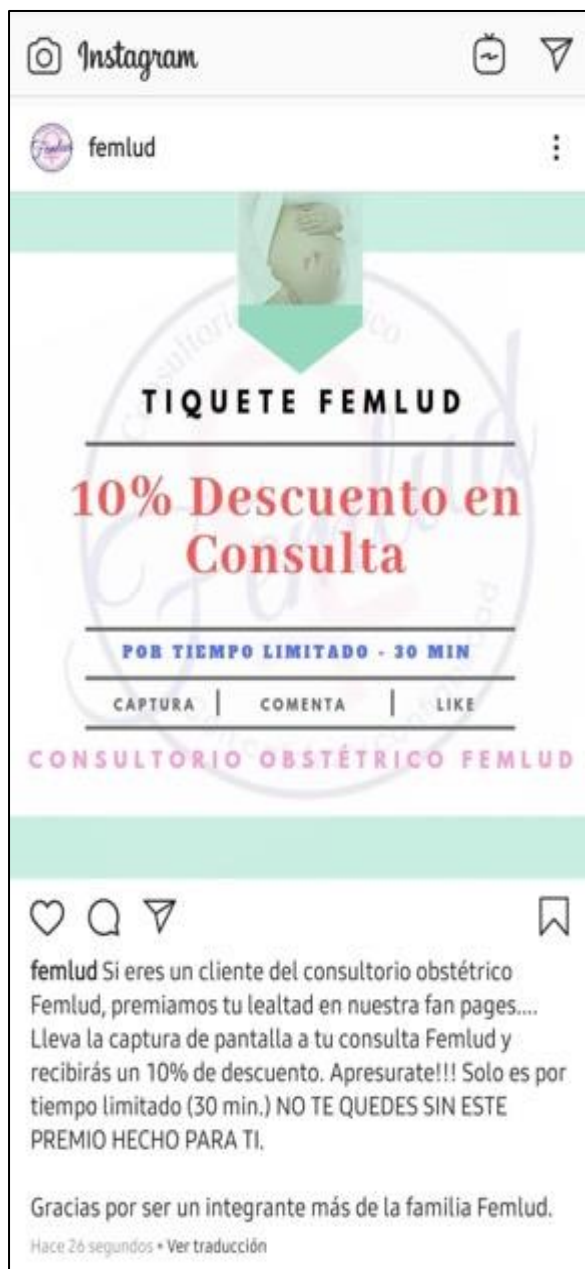 Instagram
femlud
TIQUETE FEMLUD
10% Descuento en
Consulta
POR TIEMPO LIMITADO - 30 MIN
CAPTURA | COMENTA | LIKE
CONSULTORIO OBSTÉTRICO FEMLUD
femlud Si eres un cliente del consultorio obstétrico
Femlud, premiamos tu lealtad en nuestra fan pages....
Lleva la captura de pantalla a tu consulta Femlud y
recibirás un 10% de descuento. Apresurate!!! Solo es por
tiempo limitado (30 min.) NO TE QUEDES SIN ESTE
PREMIO HECHO PARA TI.
Gracias por ser un integrante más de la familia Femlud.
Hace 26 segundos • Ver traducción